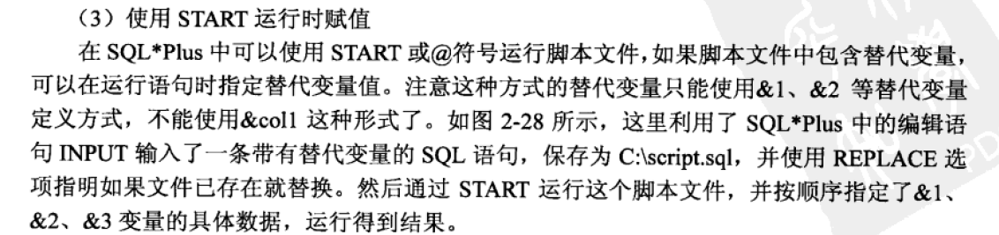 （3）使用 START 运行时赋值
在 SQL*Plus 中可以使用 START 或@符号运行脚本文件，如果脚本文件中包含替代变量，
可以在运行语句时指定替代变量值。注意这种方式的替代变量只能使用&1、&2 等替代变量
定义方式，不能使用&col1 这种形式了。如图 2-28 所示，这里利用了 SQL*Plus 中的编辑语
句 INPUT 输入了一条带有替代变量的 SQL 语句，保存为 C:\script.sql，并使用 REPLACE 选
项指明如果文件已存在就替换。然后通过 START 运行这个脚本文件，并按顺序指定了&1、
&2、&3 变量的具体数据，运行得到结果。